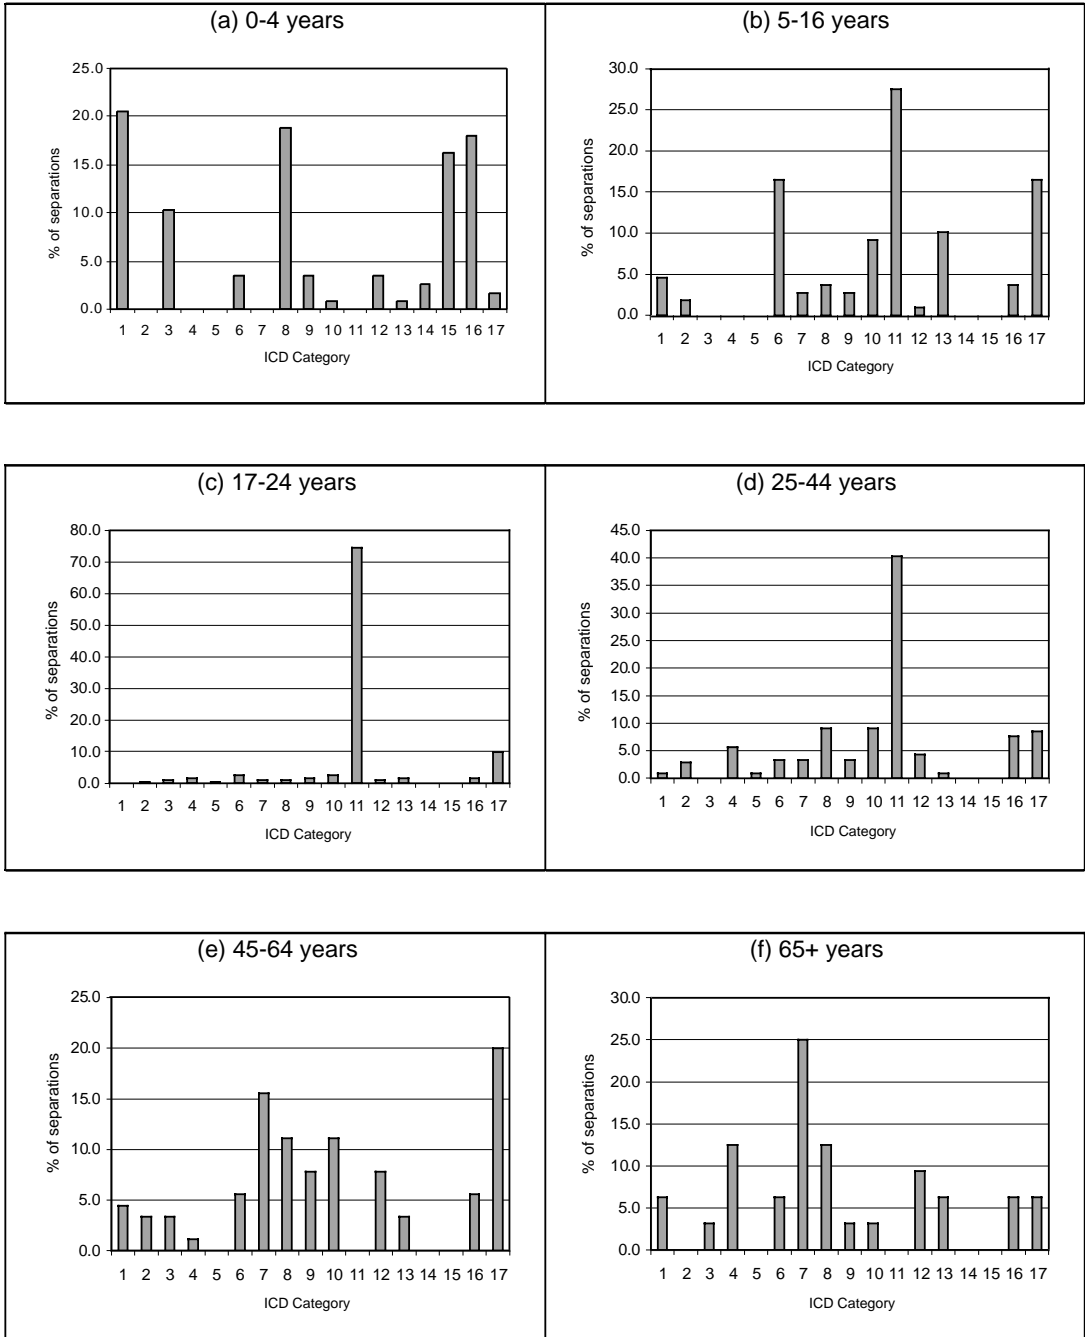 (a) 0-4 years
25.0
20.0
15.0
10.0
5.0
0.0
% of separations
1 2 3 4 5 6 7 8 9 10 11 12 13 14 15 16 17
ICD Category
(b) 5-16 years
30.0
25.0
20.0
15.0
10.0
5.0
0.0
% of separations
1 2 3 4 5 6 7 8 9 10 11 12 13 14 15 16 17
ICD Category
(c) 17-24 years
80.0
70.0
60.0
50.0
40.0
30.0
20.0
10.0
0.0
% of separations
1 2 3 4 5 6 7 8 9 10 11 12 13 14 15 16 17
ICD Category
(d) 25-44 years
45.0
40.0
35.0
30.0
25.0
20.0
15.0
10.0
5.0
0.0
% of separations
1 2 3 4 5 6 7 8 9 10 11 12 13 14 15 16 17
ICD Category
(e) 45-64 years
25.0
20.0
15.0
10.0
5.0
0.0
% of separations
1 2 3 4 5 6 7 8 9 10 11 12 13 14 15 16 17
ICD Category
(f) 65+ years
30.0
25.0
20.0
15.0
10.0
5.0
0.0
% of separations
1 2 3 4 5 6 7 8 9 10 11 12 13 14 15 16 17
ICD Category